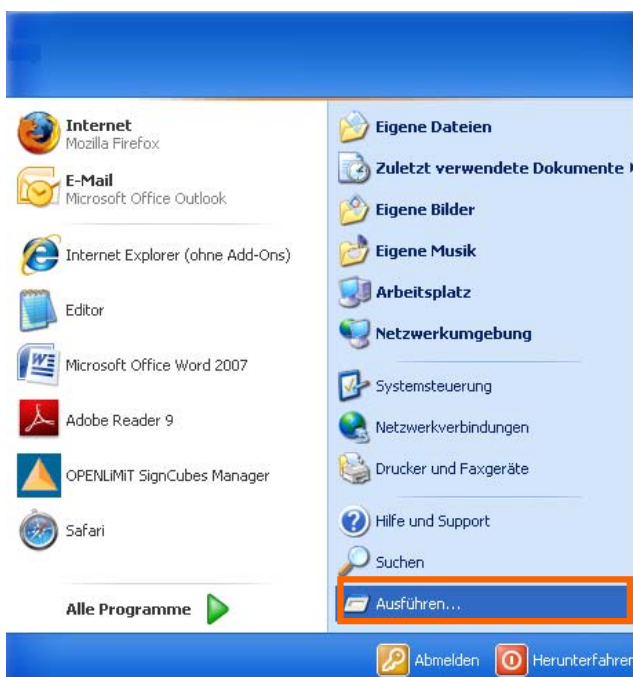 Internet
Mozilla Firefox
E-Mail
Microsoft Office Outlook
Internet Explorer (ohne Add-Ons)
Editor
Microsoft Office Word 2007
Adobe Reader 9
OPENLiMiT SignCubes Manager
Safari
Alle Programme
Eigene Dateien
Zuletzt verwendete Dokumente
Eigene Bilder
Eigene Musik
Arbeitsplatz
Netzwerkumgebung
Systemsteuerung
Netzwerkverbindungen
Drucker und Faxgeräte
Hilfe und Support
Suchen
Ausführen...
Abmelden
Herunterfahren